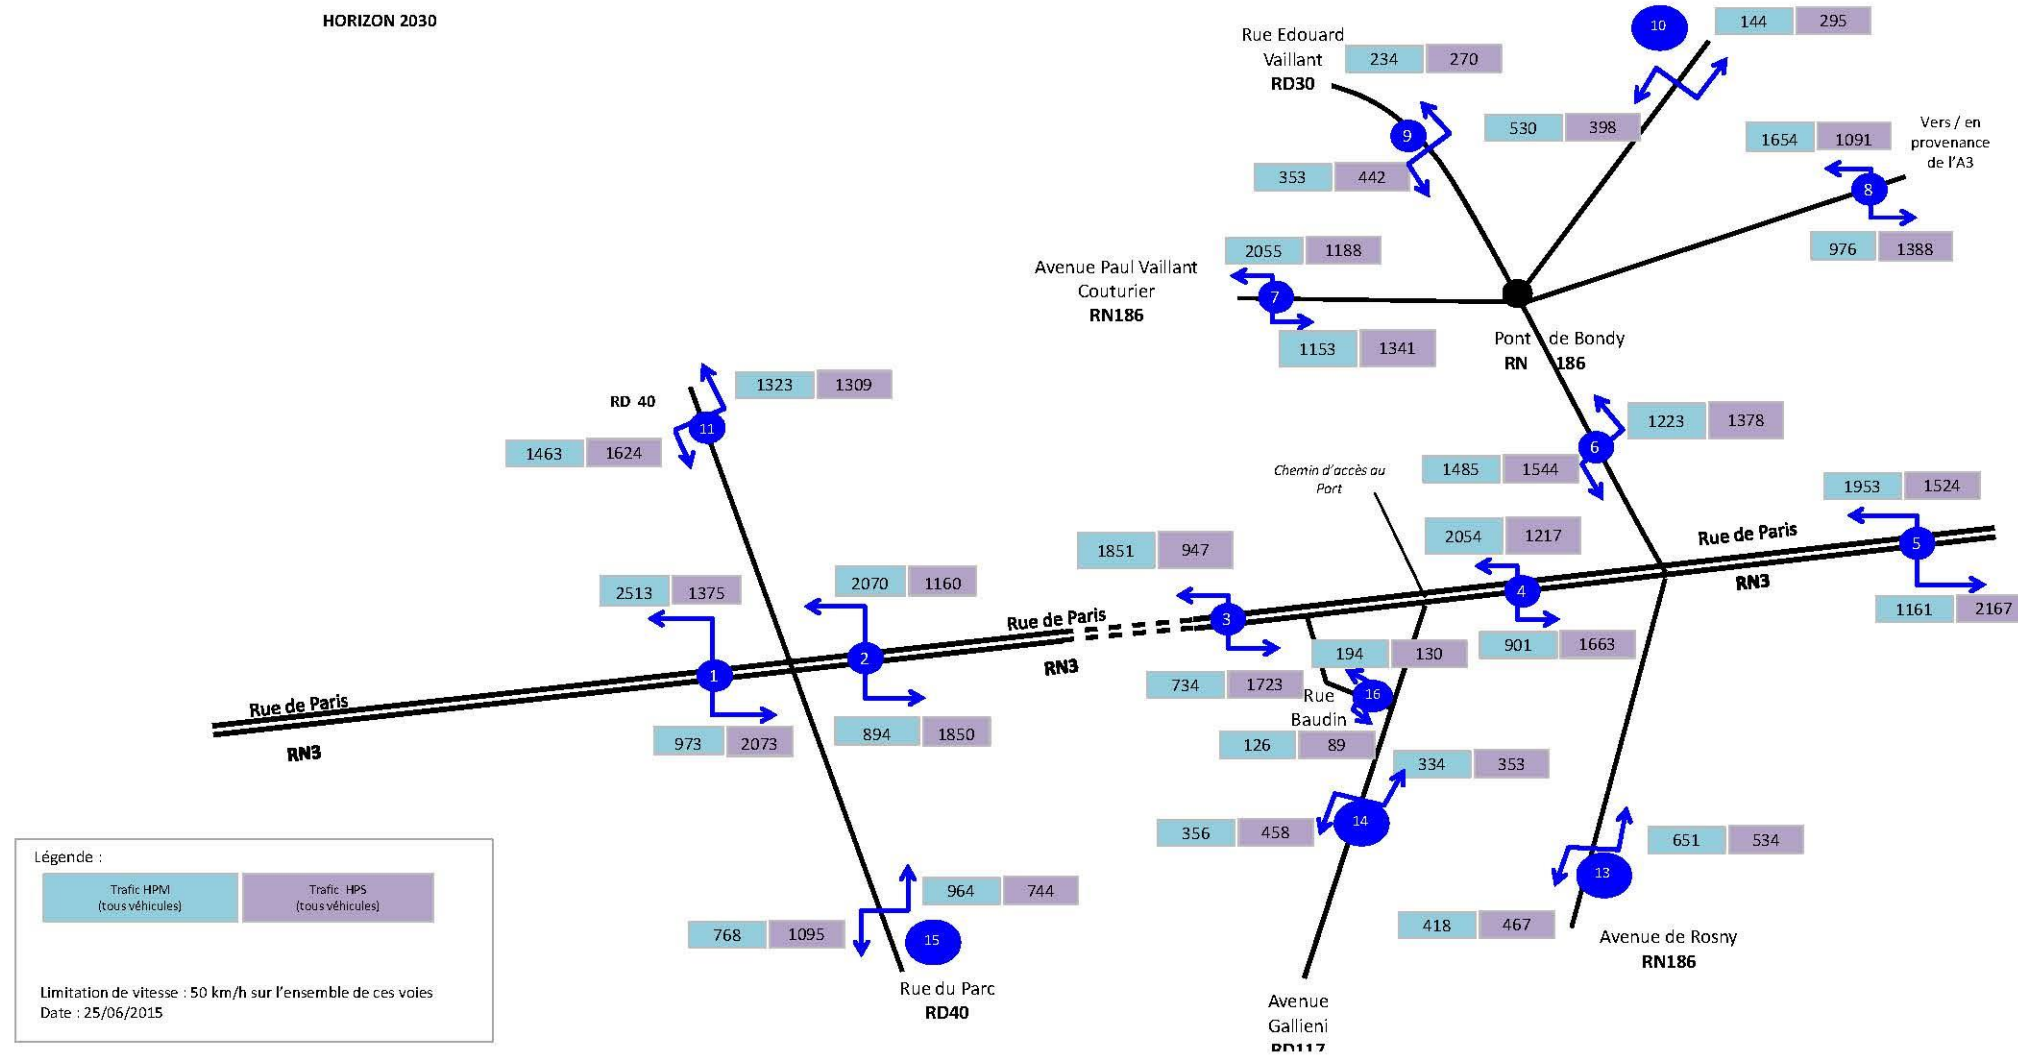 HORIZON 2030
144 295
10
Rue Edouard
Vaillant
RD30
234 270
530 398
9
353 442
1654 1091
Vers / en
provenance
de l'A3
8
976 1388
2055 1188
Avenue Paul Vaillant
Couturier
RN186
7
1153 1341
Pont de Bondy
RN 186
RD 40
1323 1309
11
1463 1624
1223 1378
6
1485 1544
Chemin d'accès au
Port
1953 1524
Rue de Paris
5
RN3
1161 2167
2054 1217
4
901 1663
1851 947
3
734 1723
2513 1375
1
973 2073
2070 1160
2
894 1850
Rue de Paris
RN3
Rue de Paris
RN3
194 130
16
Rue
Baudin
126 89
334 353
14
356 458
651 534
13
418 467
Avenue de Rosny
RN186
964 744
768 1095
15
Rue du Parc
RD40
Avenue
Gallieni
RD117
Légende :
Trafic HPM
(tous véhicules)
Trafic HPS
(tous véhicules)
Limitation de vitesse : 50 km/h sur l'ensemble de ces voies
Date : 25/06/2015